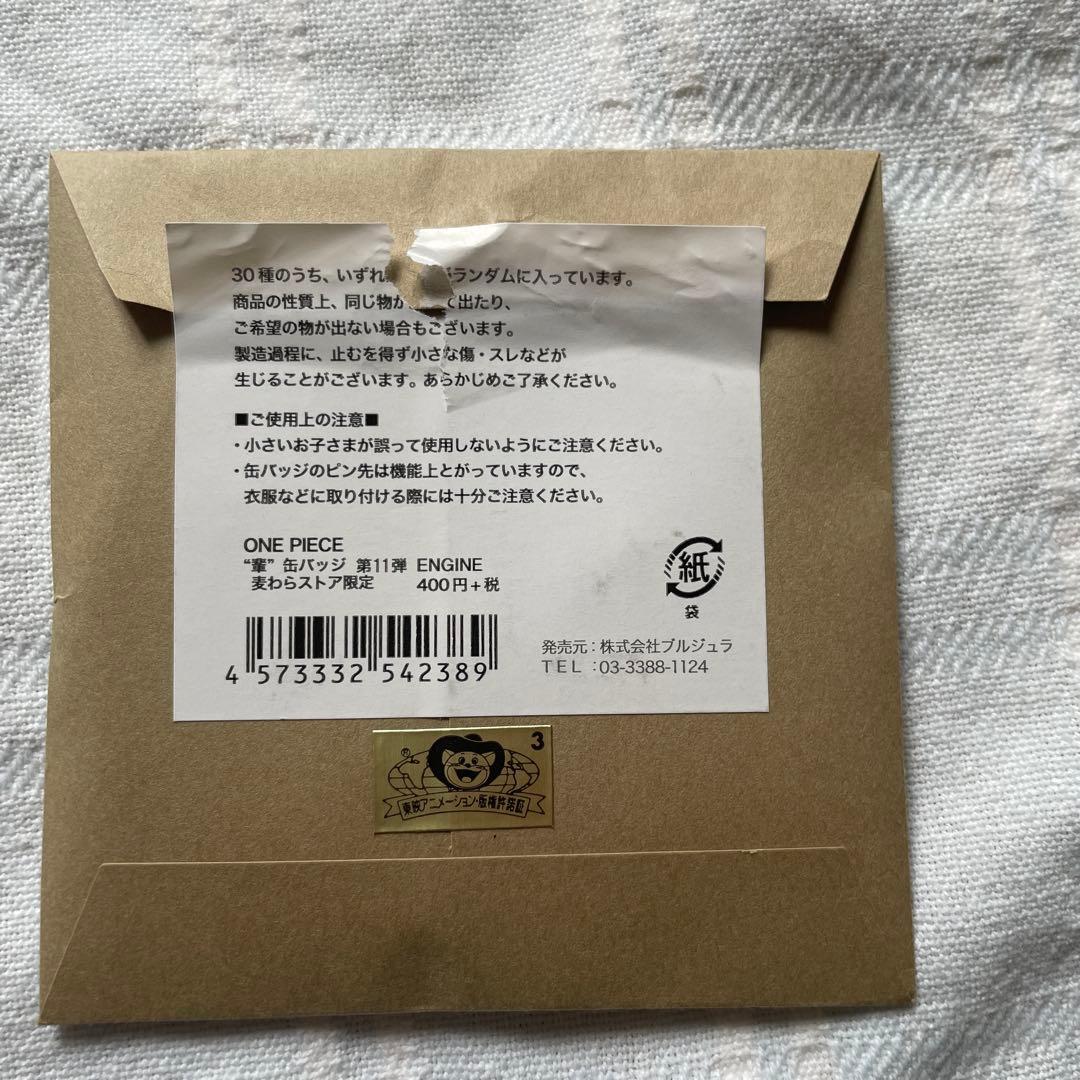 30種のうち、いずれ ランダムに入っています。
商品の性質上、同じ物が て出たり、
ご希望の物が出ない場合もございます。
製造過程に、止むを得ず小さな傷・スレなどが
生じることがございます。あらかじめご了承ください。
■ご使用上の注意■
・小さいお子さまが誤って使用しないようにご注意ください。
・缶バッジのピン先は機能上とがっていますので、
衣服などに取り付ける際には十分ご注意ください。
ONE PIECE
“輩” 缶バッジ 第11弾 ENGINE
麦わらストア限定 400円+税
紙
袋
4 573332 542389
発売元:株式会社ブルジュラ
TEL :03-3388-1124
3
®
東映アニメーション・版権許諾証